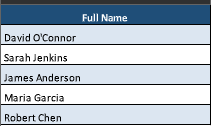 Full Name
David O'Connor
Sarah Jenkins
James Anderson
Maria Garcia
Robert Chen